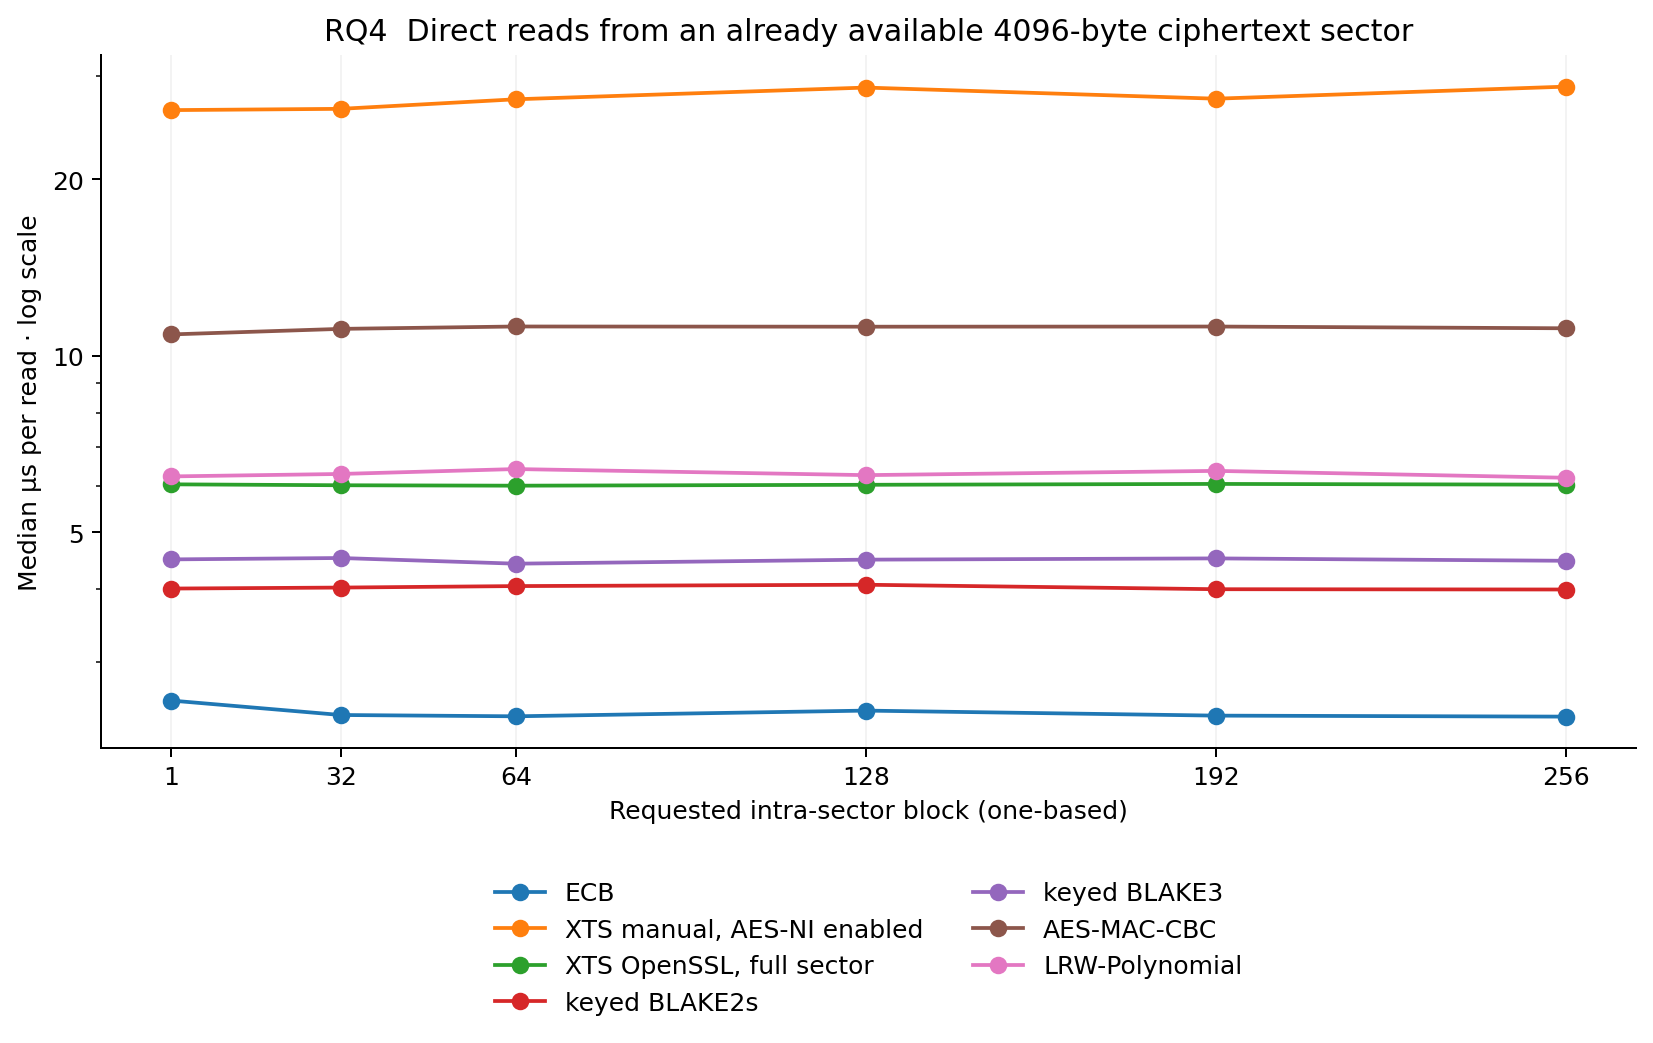 RQ4  Direct reads from an already available 4096-byte ciphertext sector
Median µs per read · log scale
20
10
5
1 32 64 128 192 256
Requested intra-sector block (one-based)
ECB
XTS manual, AES-NI enabled
XTS OpenSSL, full sector
keyed BLAKE2s
keyed BLAKE3
AES-MAC-CBC
LRW-Polynomial